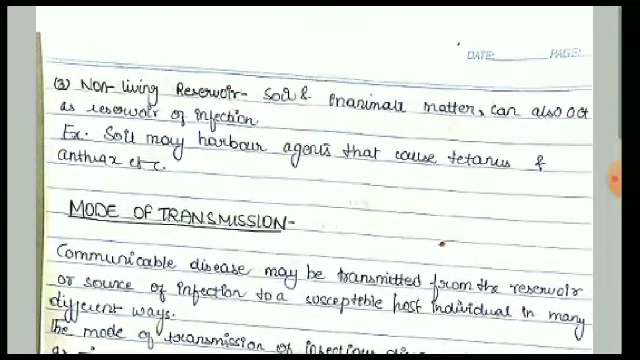 DATE: PAGE:
(3) Non-living Reservoir - Soil & inanimate matter, can also act
as reservoir of infection
Ex. Soil may harbour agents that cause tetanus &
anthrax etc.
MODE OF TRANSMISSION-
Communicable disease may be transmitted from the reservoir
or source of infection to a susceptible host individual in many
different ways.
The mode of transmission of infectious